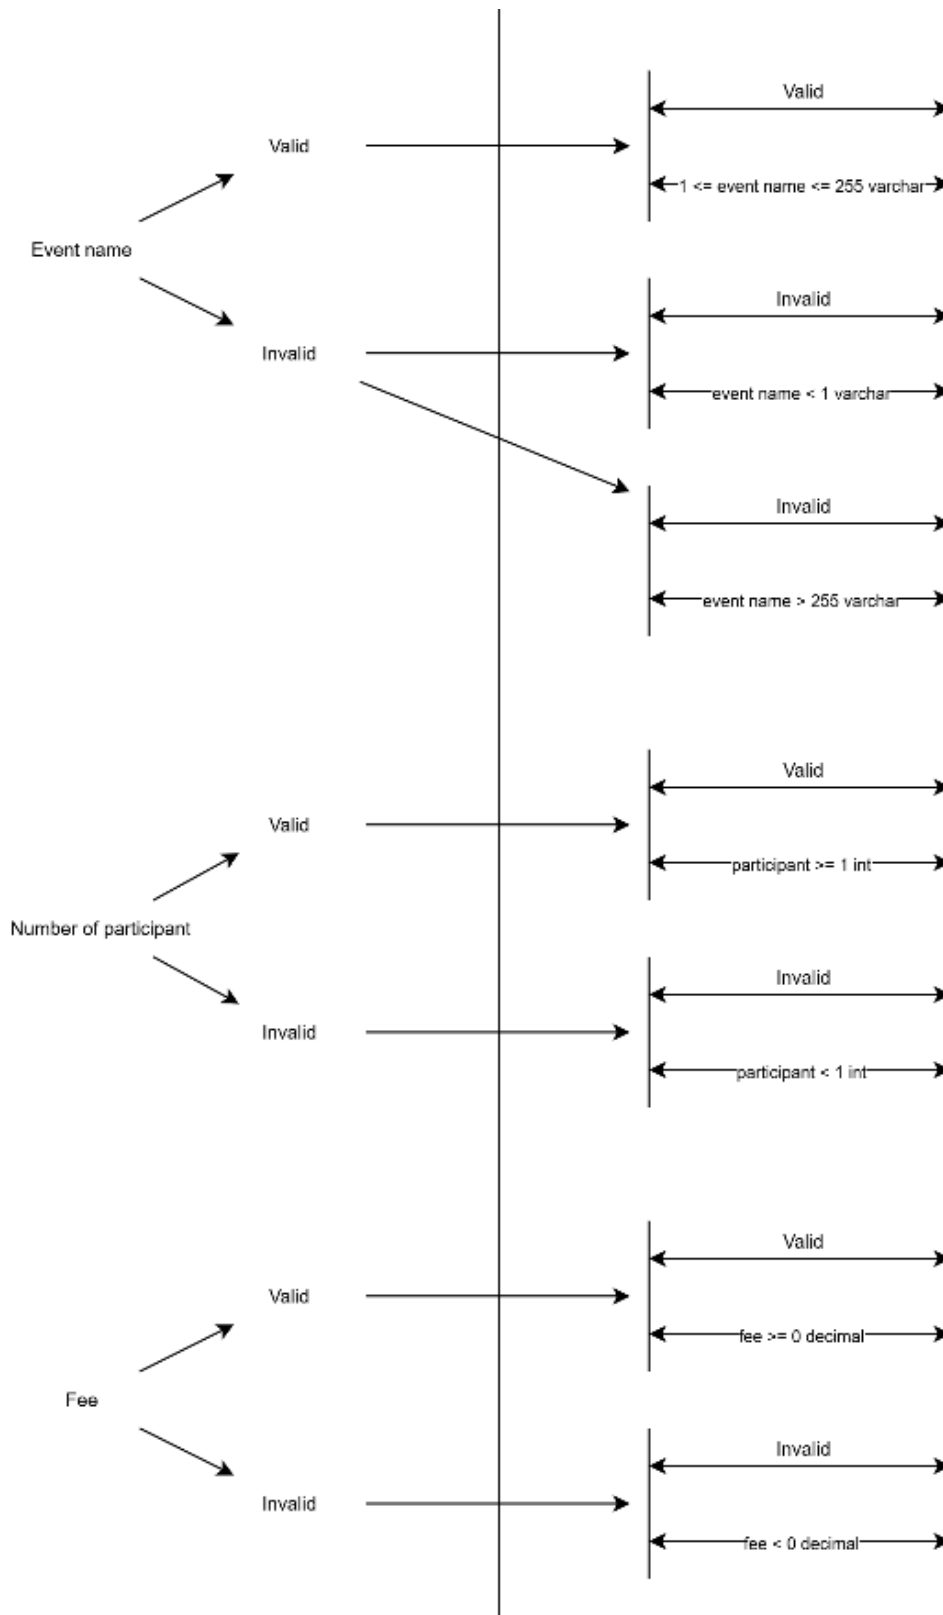 Valid
Valid
1 <= event name <= 255 varchar
Event name
Invalid
Invalid
event name < 1 varchar
Invalid
event name > 255 varchar
Valid
Valid
participant >= 1 int
Number of participant
Invalid
Invalid
participant < 1 int
Valid
Valid
fee >= 0 decimal
Fee
Invalid
Invalid
fee < 0 decimal